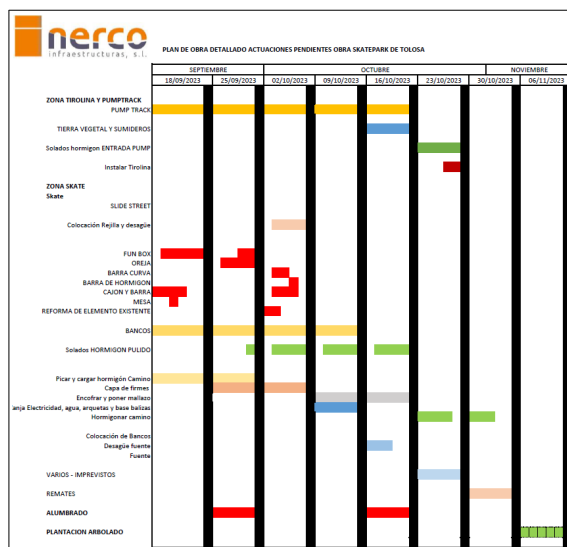 inerco
infraestructuras, s.l.
PLAN DE OBRA DETALLADO ACTUACIONES PENDIENTES OBRA SKATEPARK DE TOLOSA
SEPTIEMBRE OCTUBRE NOVIEMBRE
18/09/2023 25/09/2023 02/10/2023 09/10/2023 16/10/2023 23/10/2023 30/10/2023 06/11/2023
ZONA TIROLINA Y PUMPTRACK
PUMP TRACK
TIERRA VEGETAL Y SUMIDEROS
Solados hormigon ENTRADA PUMP
Instalar Tirolina
ZONA SKATE
Skate
SLIDE STREET
Colocación Rejilla y desagüe
FUN BOX
OREJA
BARRA CURVA
BARRA DE HORMIGON
CAJON Y BARRA
MESA
REFORMA DE ELEMENTO EXISTENTE
BANCOS
Solados HORMIGON PULIDO
Picar y cargar hormigón Camino
Capa de firmes
Encofrar y poner mallazo
anja Electricidad, agua, arquetas y base balizas
Hormigonar camino
Colocación de Bancos
Desagüe fuente
Fuente
VARIOS - IMPREVISTOS
REMATES
ALUMBRADO
PLANTACION ARBOLADO